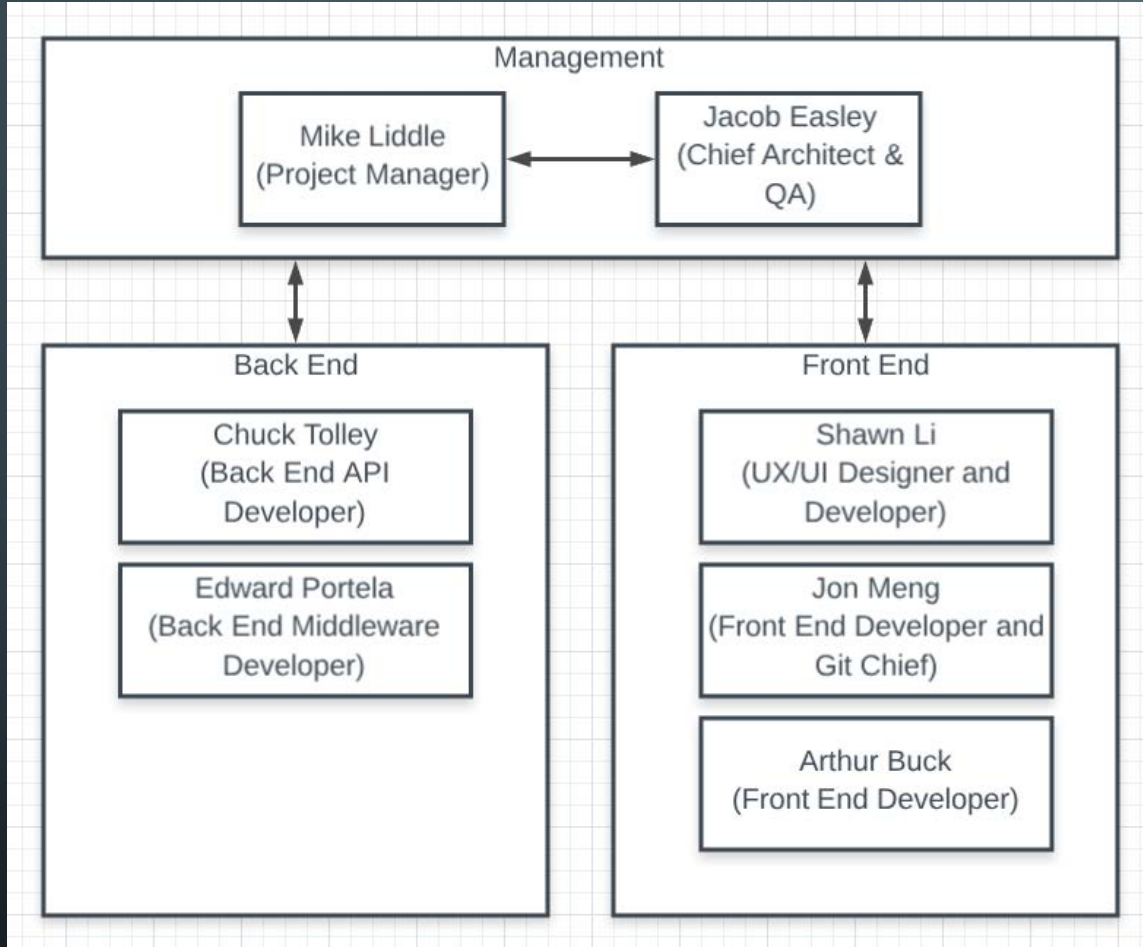 Management
Mike Liddle
(Project Manager)
Jacob Easley
(Chief Architect &
QA)
Back End
Chuck Tolley
(Back End API
Developer)
Edward Portela
(Back End Middleware
Developer)
Front End
Shawn Li
(UX/UI Designer and
Developer)
Jon Meng
(Front End Developer and
Git Chief)
Arthur Buck
(Front End Developer)